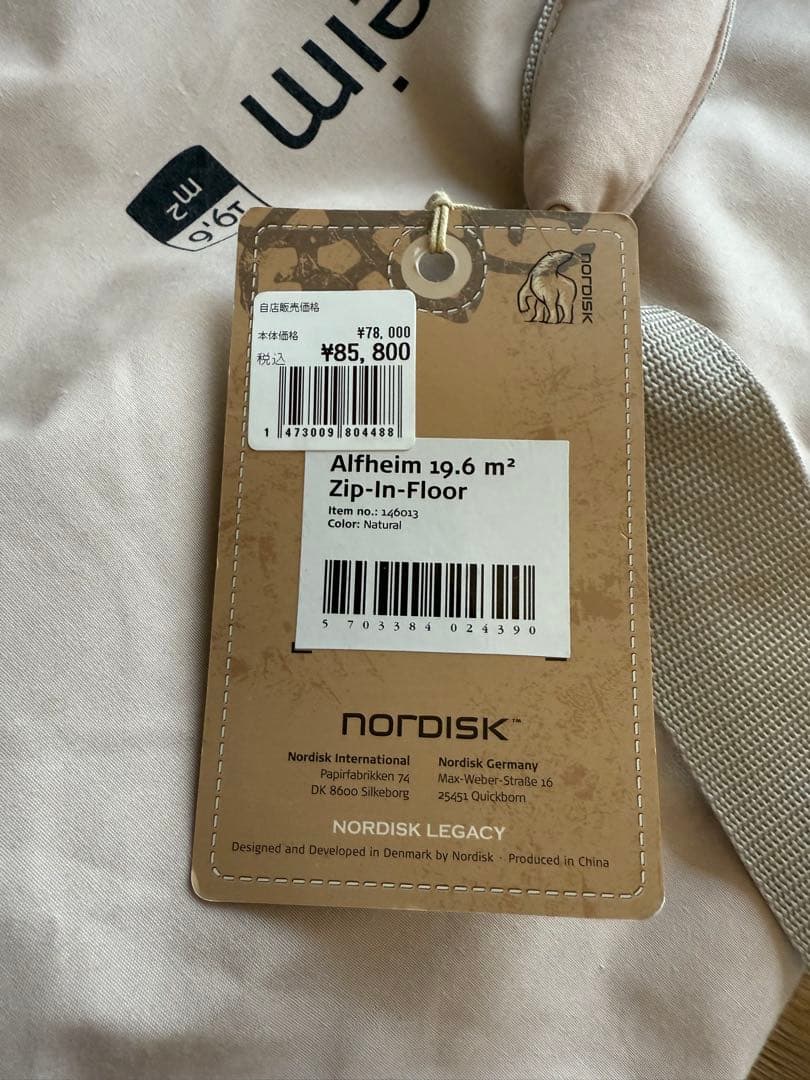 eim
19,6
m²
nordisk
自店販売価格
本体価格 ¥78,000
税込 ¥85,800
1 473009 804488
Alfheim 19.6 m²
Zip-In-Floor
Item no.: 146013
Color: Natural
5 703384 024390
nordisk™
Nordisk International
Papirfabrikken 74
DK 8600 Silkeborg
Nordisk Germany
Max-Weber-Straße 16
25451 Quickborn
NORDISK LEGACY
Designed and Developed in Denmark by Nordisk · Produced in China